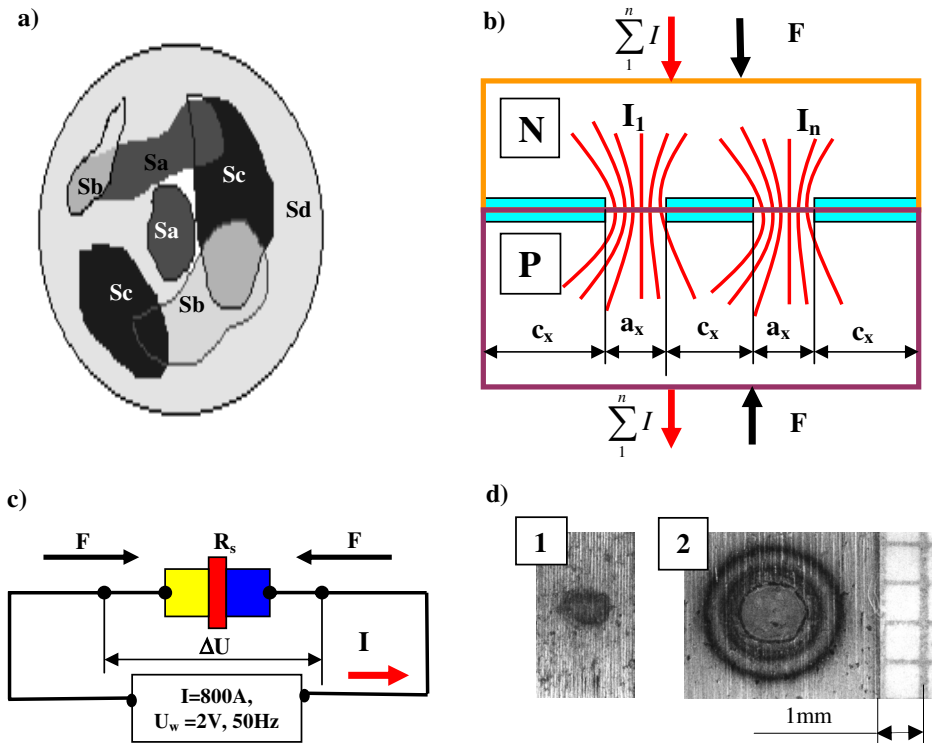 a)
Sa
Sb
Sc
Sa
Sd
Sc
Sb
b)
n
∑ I
1
F
N
I₁
Iₙ
P
cₓ
aₓ
cₓ
aₓ
cₓ
n
∑ I
1
F
c)
F
Rₛ
F
ΔU
I
I=800A,
U_w =2V, 50Hz
d)
1
2
1mm